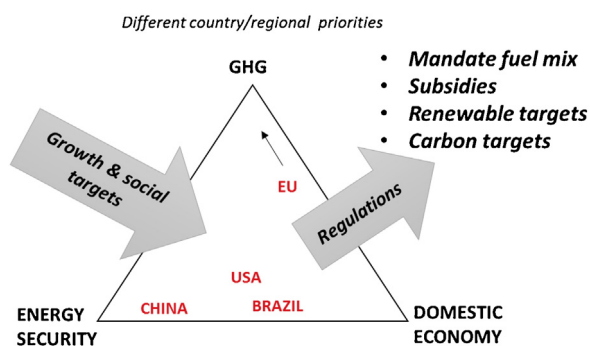 Different country/regional priorities
GHG
• Mandate fuel mix
• Subsidies
• Renewable targets
• Carbon targets
Growth & social
targets
EU
Regulations
USA
CHINA
BRAZIL
ENERGY
SECURITY
DOMESTIC
ECONOMY